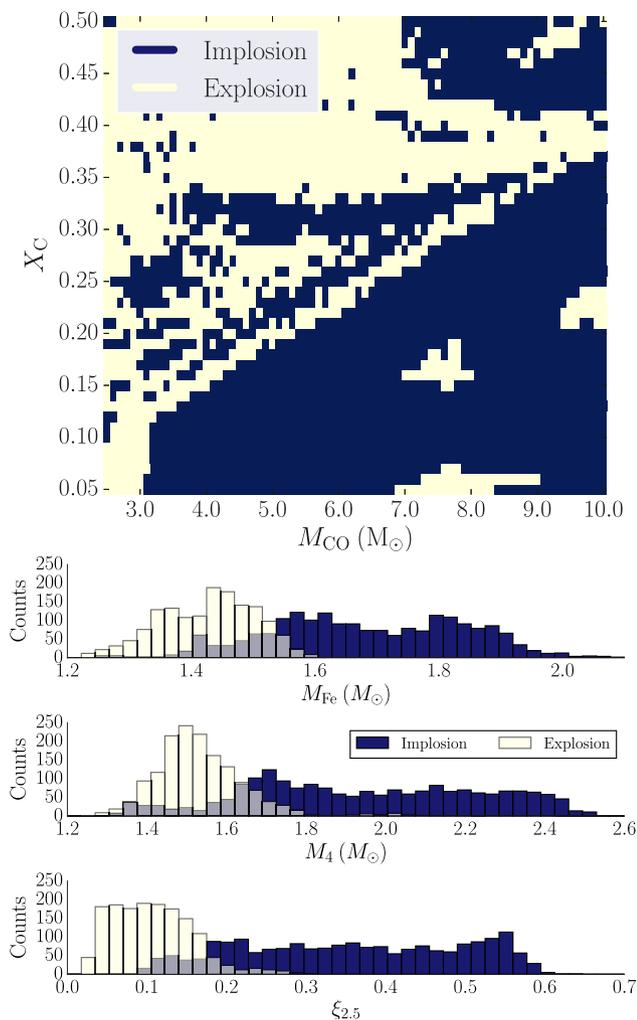 0.50
0.45
0.40
0.35
0.30
0.25
0.20
0.15
0.10
0.05
X_C
Implosion
Explosion
3.0 4.0 5.0 6.0 7.0 8.0 9.0 10.0
M_CO (M_⊙)
250
200
150
100
50
0
Counts
1.2 1.4 1.6 1.8 2.0
M_Fe (M_⊙)
250
200
150
100
50
0
Counts
Implosion Explosion
1.2 1.4 1.6 1.8 2.0 2.2 2.4 2.6
M_4 (M_⊙)
250
200
150
100
50
0
Counts
0.0 0.1 0.2 0.3 0.4 0.5 0.6 0.7
ξ_2.5